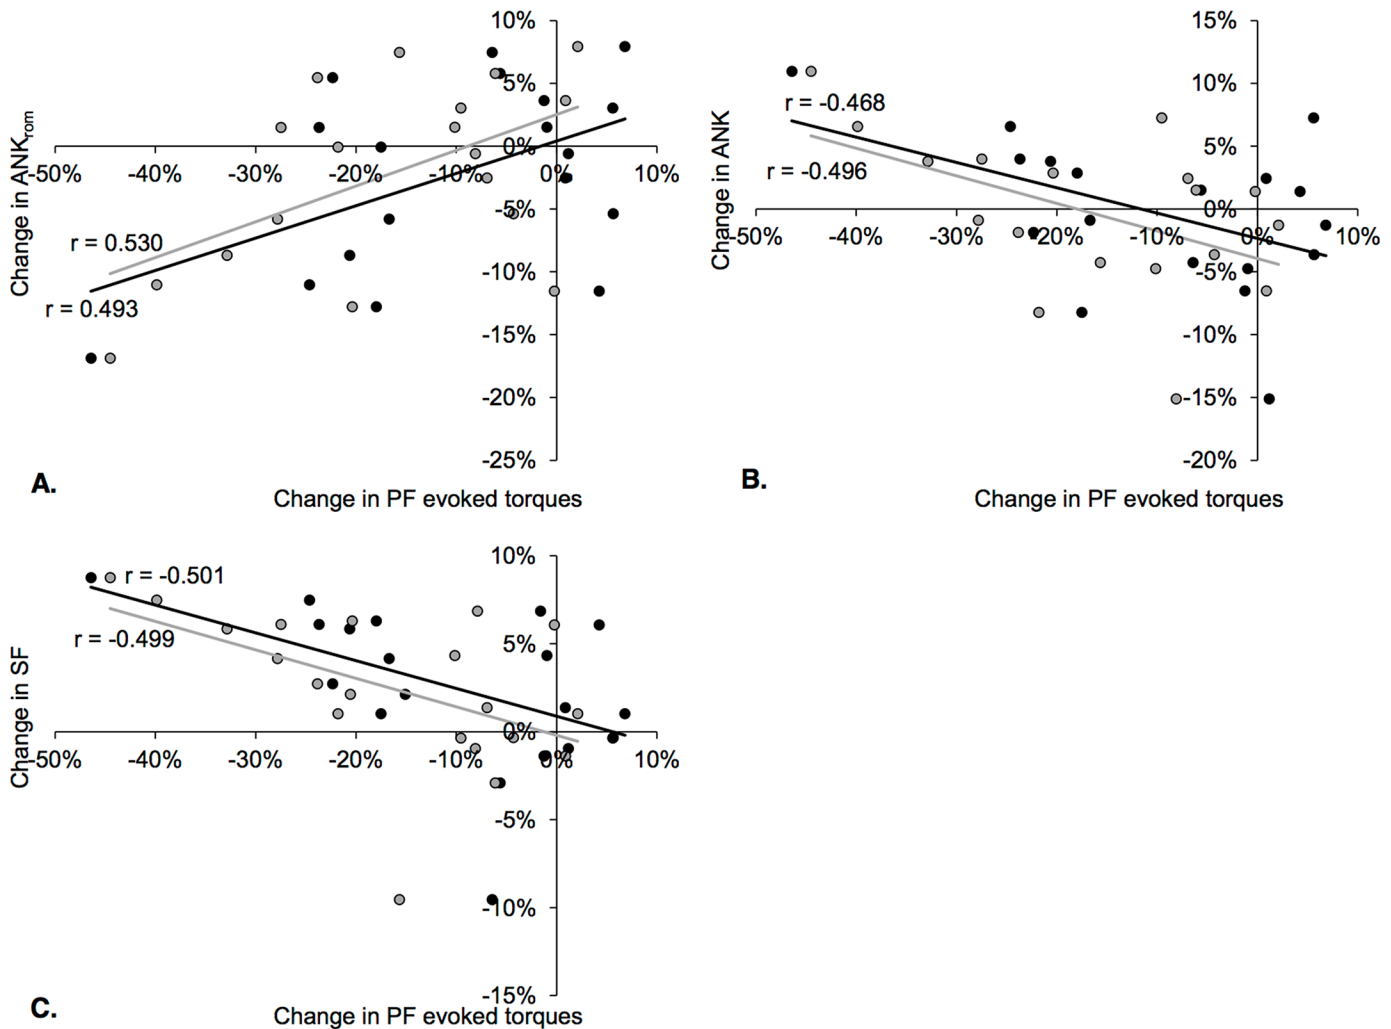 10%
5%
0%
-50% -40% -30% -20% -10% 0% 10%
-5%
-10%
-15%
-20%
-25%
r = 0.530
r = 0.493
Change in ANKrom
A.
Change in PF evoked torques
15%
10%
5%
0%
-50% -40% -30% -20% -10% 0% 10%
-5%
-10%
-15%
-20%
r = -0.468
r = -0.496
Change in ANK
B.
Change in PF evoked torques
10%
5%
0%
-50% -40% -30% -20% -10% 0% 10%
-5%
-10%
-15%
r = -0.501
r = -0.499
Change in SF
C.
Change in PF evoked torques